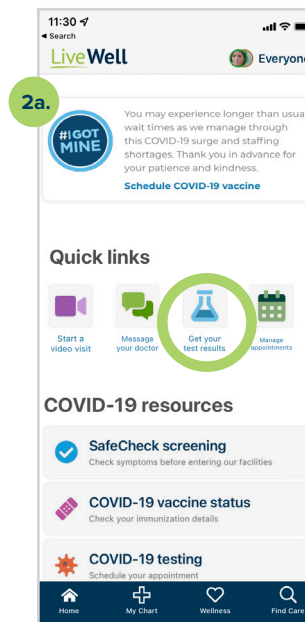 11:30
Search
LiveWell
Everyone
2a.
#IGOT
MINE
You may experience longer than usual
wait times as we manage through
this COVID-19 surge and staffing
shortages. Thank you in advance for
your patience and kindness.
Schedule COVID-19 vaccine
Quick links
Start a
video visit
Message
your doctor
Get your
test results
Manage
appointments
COVID-19 resources
SafeCheck screening
Check symptoms before entering our facilities
COVID-19 vaccine status
Check your immunization details
COVID-19 testing
Schedule your appointment
Home
My Chart
Wellness
Find Care